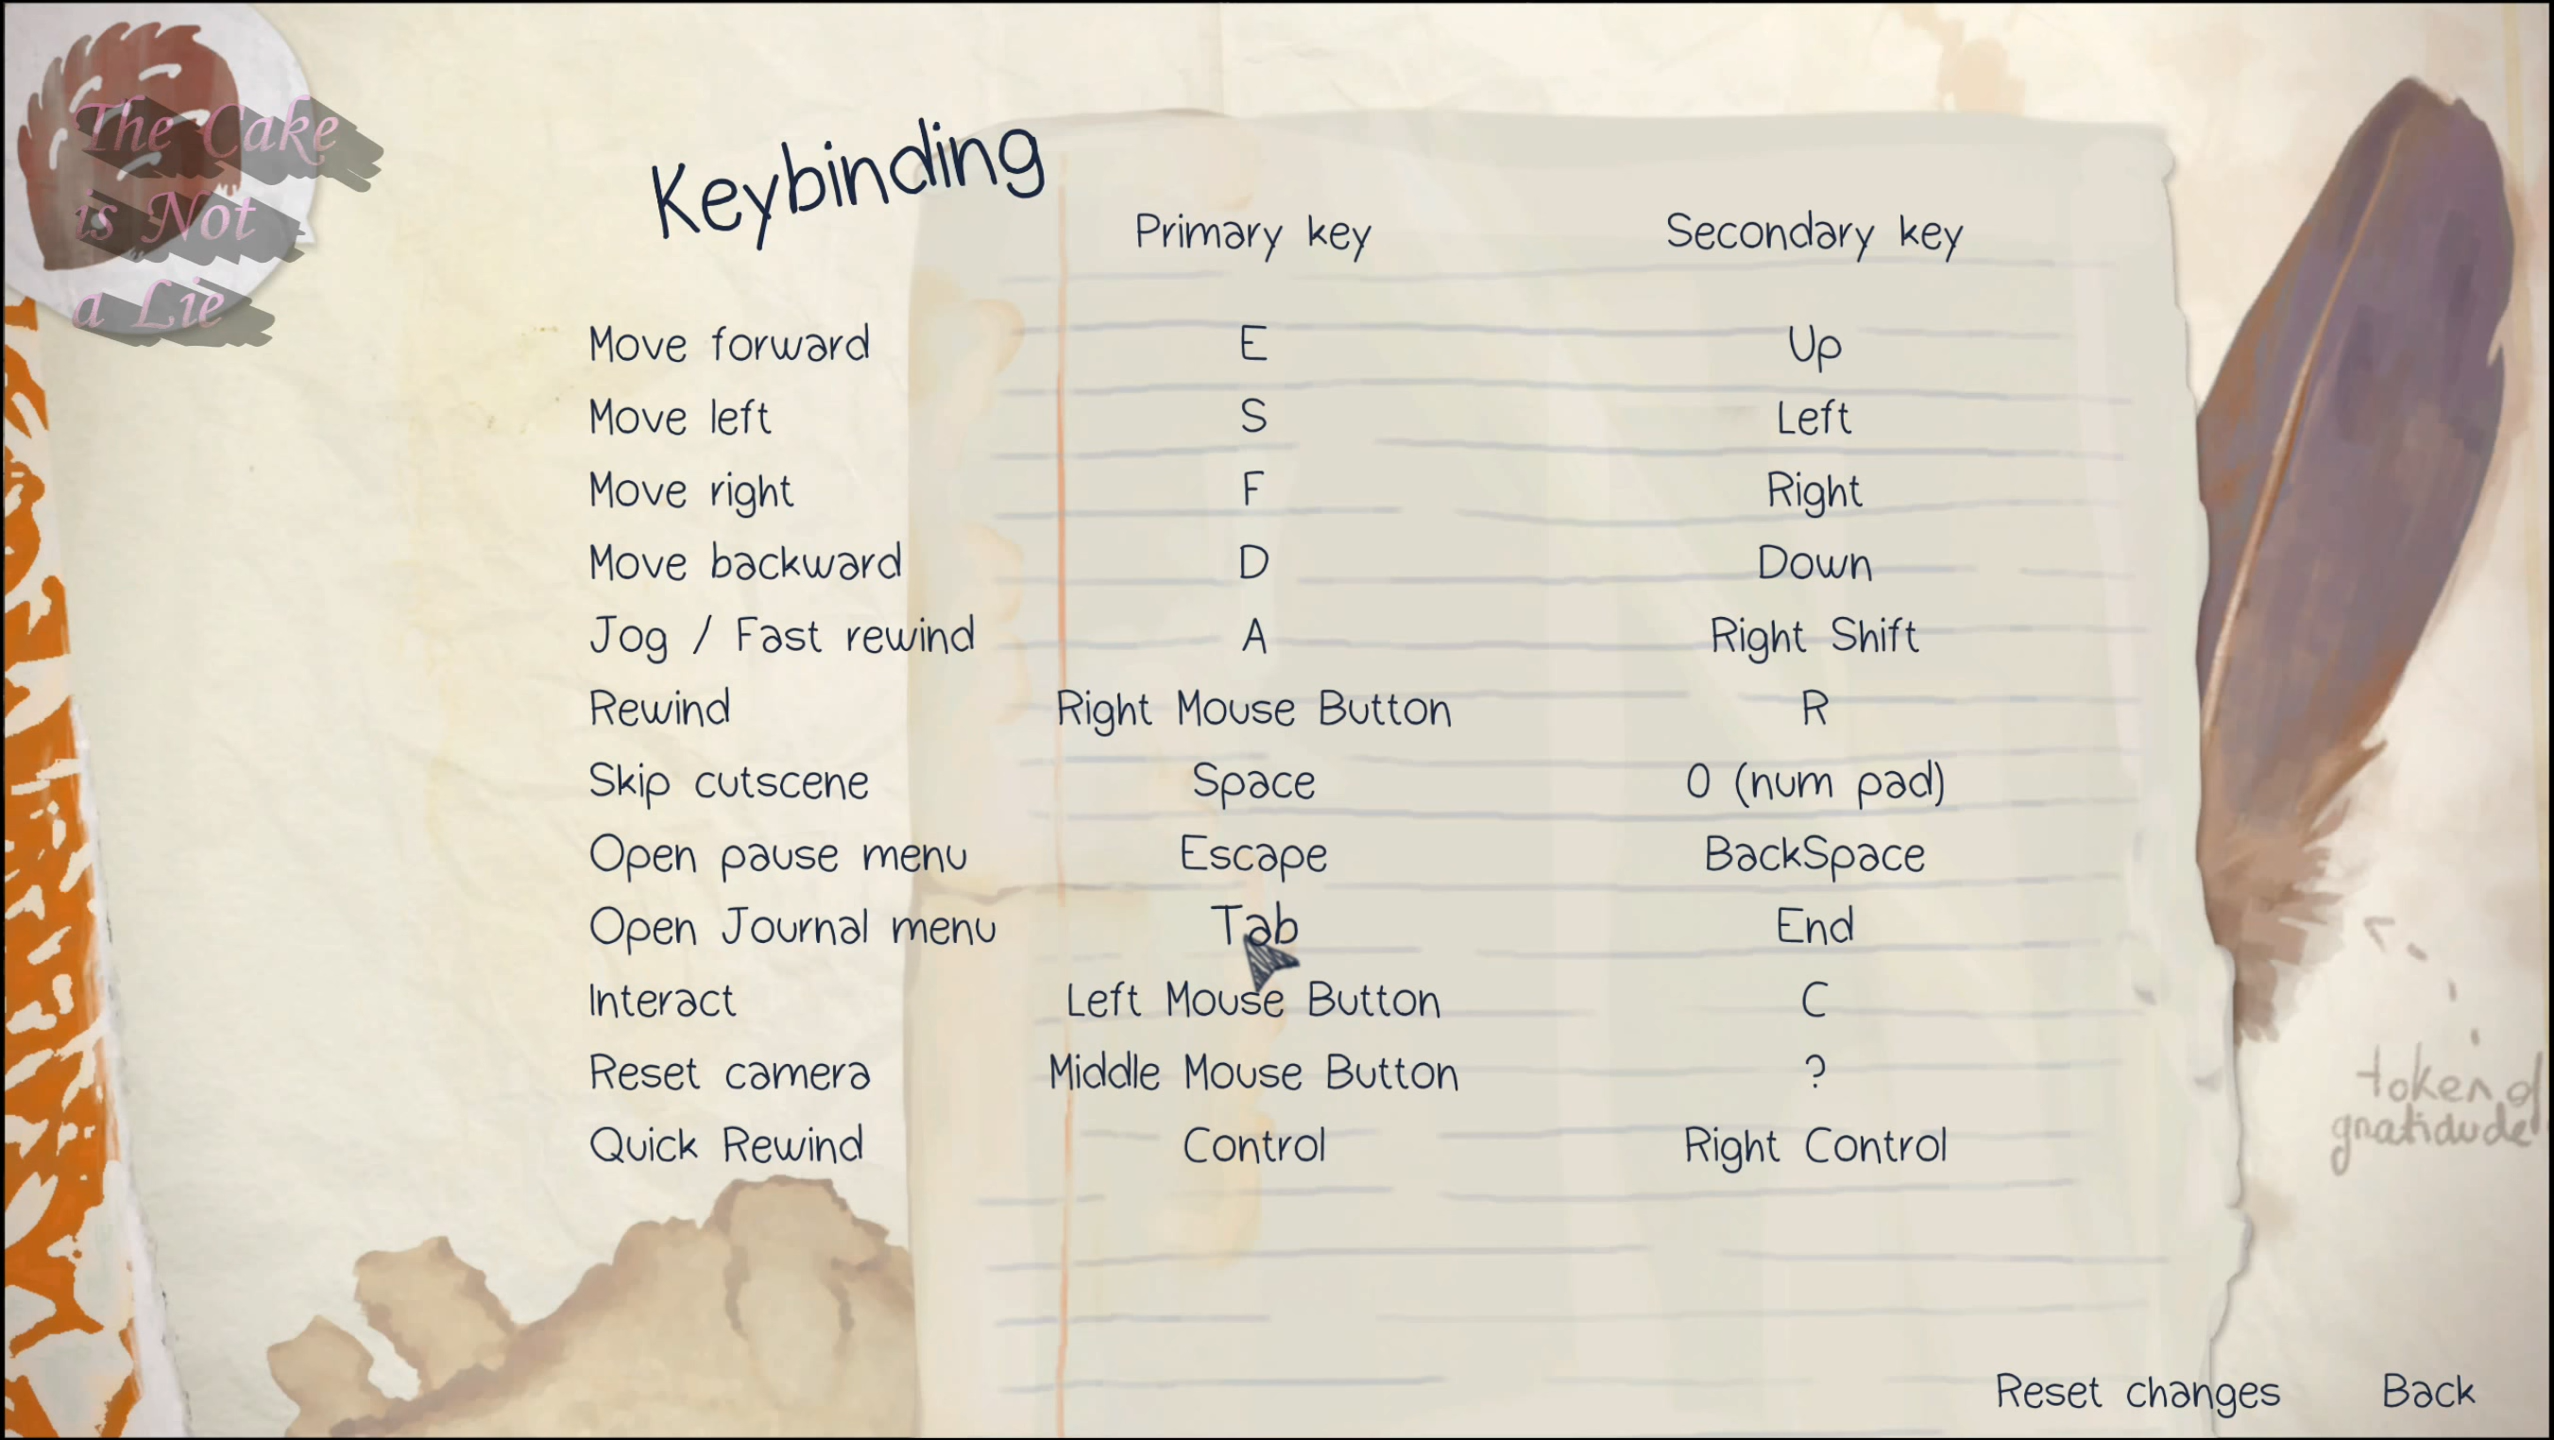 The Cake
is Not
a Lie
Keybinding
Primary key Secondary key
Move forward E Up
Move left S Left
Move right F Right
Move backward D Down
Jog / Fast rewind A Right Shift
Rewind Right Mouse Button R
Skip cutscene Space 0 (num pad)
Open pause menu Escape BackSpace
Open Journal menu Tab End
Interact Left Mouse Button C
Reset camera Middle Mouse Button ?
Quick Rewind Control Right Control
token of
gratidude
Reset changes Back